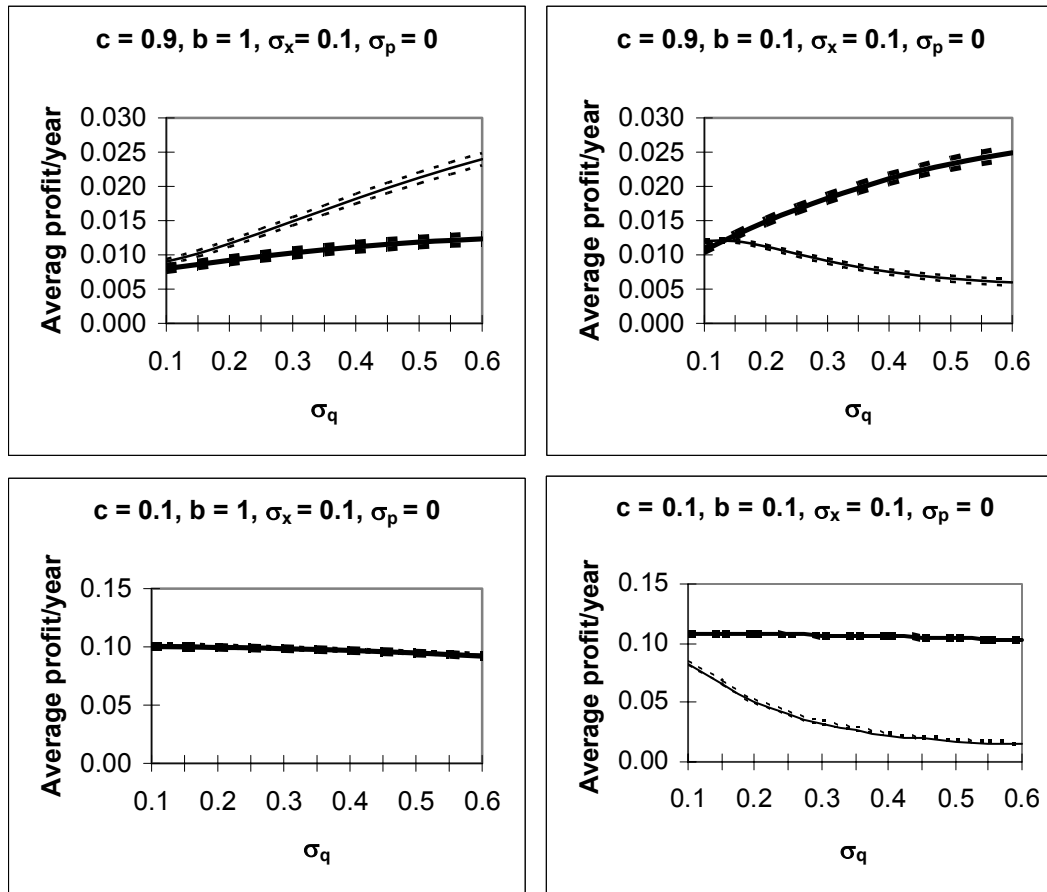 c = 0.9, b = 1, σx = 0.1, σp = 0
Averag profit/year
0.030
0.025
0.020
0.015
0.010
0.005
0.000
0.1 0.2 0.3 0.4 0.5 0.6
σq
c = 0.9, b = 0.1, σx = 0.1, σp = 0
Average profit/year
0.030
0.025
0.020
0.015
0.010
0.005
0.000
0.1 0.2 0.3 0.4 0.5 0.6
σq
c = 0.1, b = 1, σx = 0.1, σp = 0
Average profit/year
0.15
0.10
0.05
0.00
0.1 0.2 0.3 0.4 0.5 0.6
σq
c = 0.1, b = 0.1, σx = 0.1, σp = 0
Average profit/year
0.15
0.10
0.05
0.00
0.1 0.2 0.3 0.4 0.5 0.6
σq